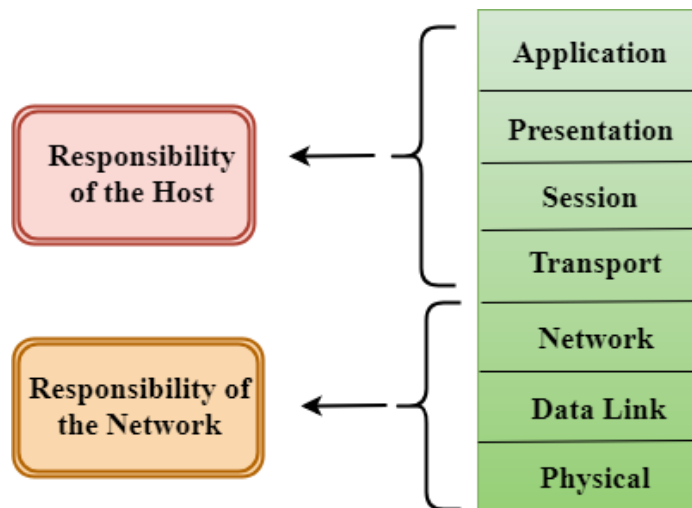 Responsibility
of the Host
Responsibility of
the Network
Application
Presentation
Session
Transport
Network
Data Link
Physical